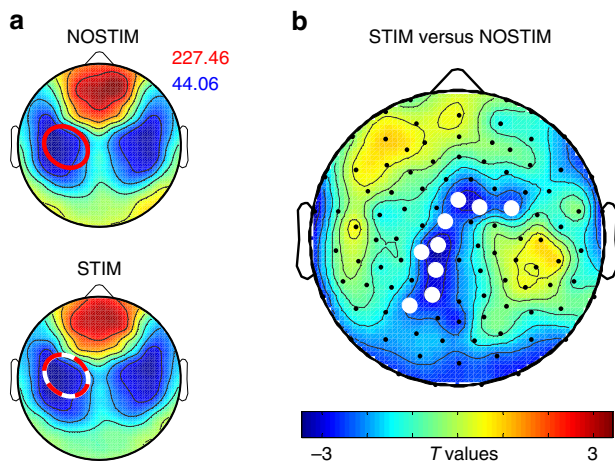 a
NOSTIM
227.46
44.06
STIM
b
STIM versus NOSTIM
–3
T values
3